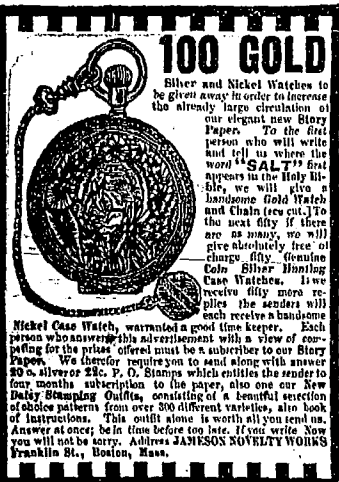 100 GOLD
Silver and Nickel Watches to
be given away in order to increase
the already large circulation of
our elegant new Story
Paper. To the first
person who will write
and tell us where the
word "SALT" first
appears in the Holy Bi-
ble, we will give a
handsome Gold Watch
and Chain (see cut.) To
the next fifty if there
are as many, we will
give absolutely free of
charge fifty Genuine
Coin Silver Hunting
Case Watches. If we
receive fifty more re-
plies the senders will
each receive a handsome
Nickel Case Watch, warranted a good time keeper. Each
person who answers this advertisement with a view of com-
peting for the prizes offered must be a subscriber to our Story
Paper. We therefor require you to send along with answer
20 c. silver or 22c. P. O. Stamps which entitles the sender to
four months subscription to the paper, also one our New
Daisy Stamping Outfits, consisting of a beautiful selection
of choice patterns from over 300 different varieties, also book
of instructions. This outfit alone is worth all you send us.
Answer at once; be in time before too late. If you write Now
you will not be sorry. Address JAMESON NOVELTY WORKS
Franklin St., Boston, Mass.